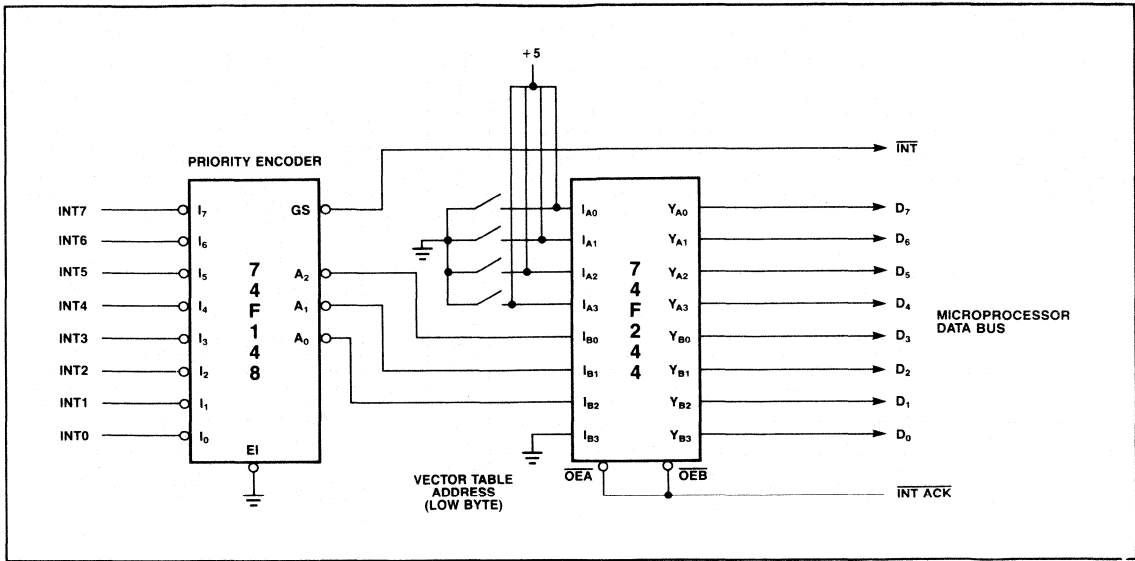 +5
INT
PRIORITY ENCODER
INT7
INT6
INT5
INT4
INT3
INT2
INT1
INT0
I7
I6
I5
I4
I3
I2
I1
I0
74F148
GS
A2
A1
A0
EI
IA0
IA1
IA2
IA3
IB0
IB1
IB2
IB3
74F244
YA0
YA1
YA2
YA3
YB0
YB1
YB2
YB3
OEA
OEB
D7
D6
D5
D4
D3
D2
D1
D0
MICROPROCESSOR
DATA BUS
VECTOR TABLE
ADDRESS
(LOW BYTE)
INT ACK